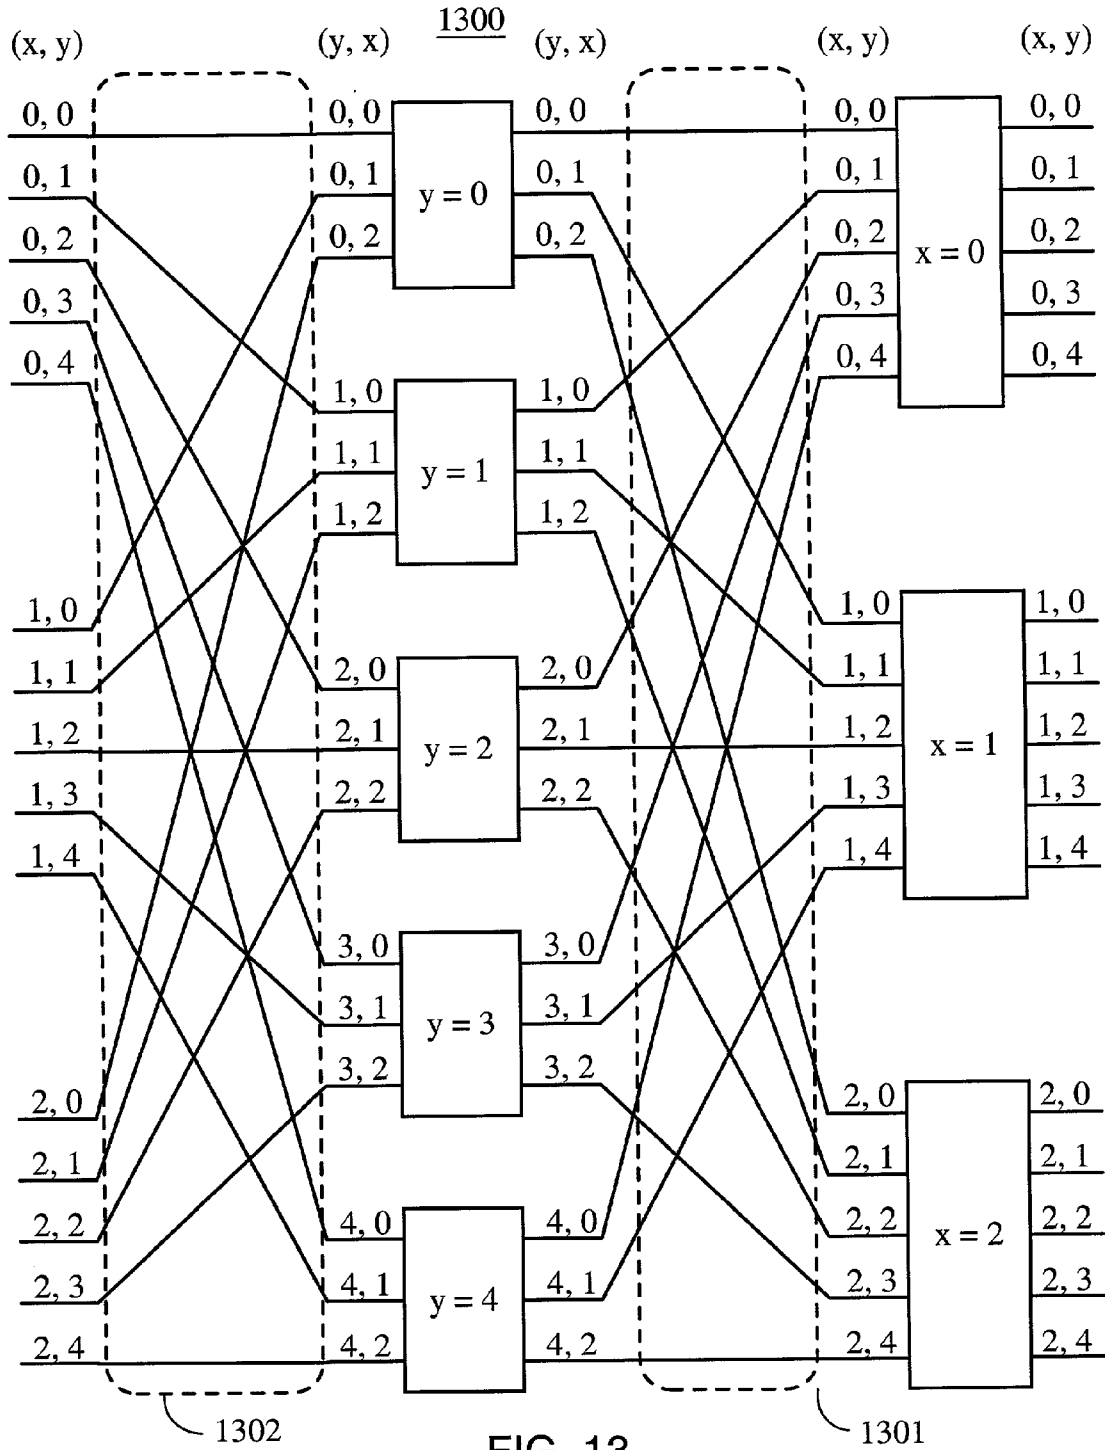 1300
(x, y) (y, x) (y, x) (x, y) (x, y)
0, 0 0, 0 0, 0 0, 0 0, 0
0, 1 0, 1 y = 0 0, 1 0, 1 0, 1
0, 2 0, 2 0, 2 0, 2 x = 0 0, 2
0, 3 0, 3 0, 3
0, 4 1, 0 1, 0 0, 4 0, 4
1, 1 y = 1 1, 1
1, 2 1, 2
1, 0 1, 0 1, 0
1, 1 2, 0 2, 0 1, 1 1, 1
1, 2 2, 1 y = 2 2, 1 1, 2 x = 1 1, 2
1, 3 2, 2 2, 2 1, 3 1, 3
1, 4 1, 4 1, 4
3, 0 3, 0
3, 1 y = 3 3, 1
3, 2 3, 2
2, 0 2, 0 2, 0
2, 1 2, 1 2, 1
2, 2 4, 0 4, 0 2, 2 x = 2 2, 2
2, 3 4, 1 y = 4 4, 1 2, 3 2, 3
2, 4 4, 2 4, 2 2, 4 2, 4
1302 1301
FIG. 13